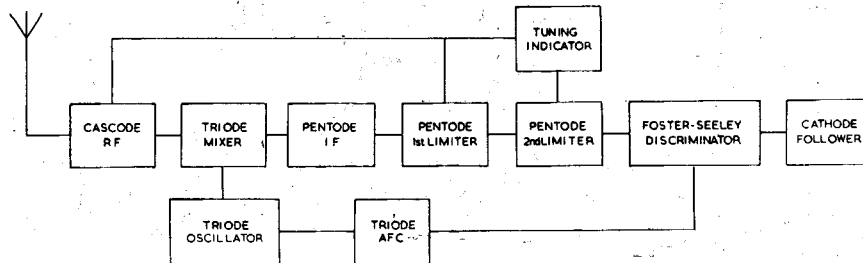 TUNING
INDICATOR
CASCODE
RF
TRIODE
MIXER
PENTODE
IF
PENTODE
1st LIMITER
PENTODE
2nd LIMITER
FOSTER-SEELEY
DISCRIMINATOR
CATHODE
FOLLOWER
TRIODE
OSCILLATOR
TRIODE
AFC